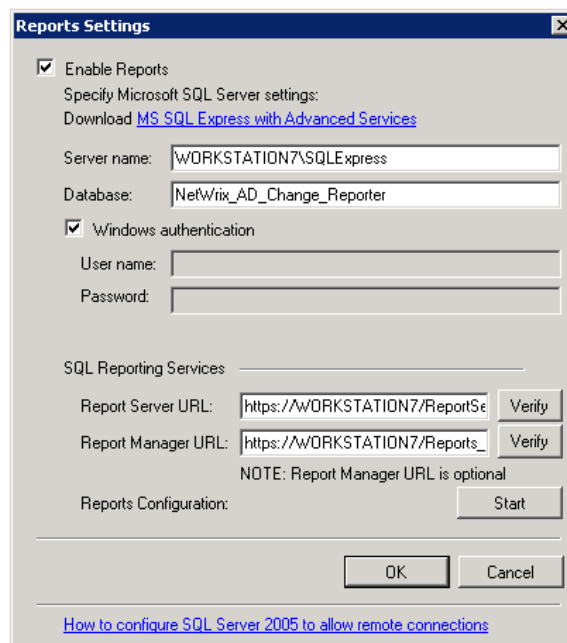 Reports Settings
Enable Reports
Specify Microsoft SQL Server settings:
Download MS SQL Express with Advanced Services
Server name: WORKSTATION7\SQLExpress
Database: NetWrix_AD_Change_Reporter
Windows authentication
User name:
Password:
SQL Reporting Services
Report Server URL: https://WORKSTATION7/ReportSe Verify
Report Manager URL: https://WORKSTATION7/Reports_ Verify
NOTE: Report Manager URL is optional
Reports Configuration: Start
OK Cancel
How to configure SQL Server 2005 to allow remote connections